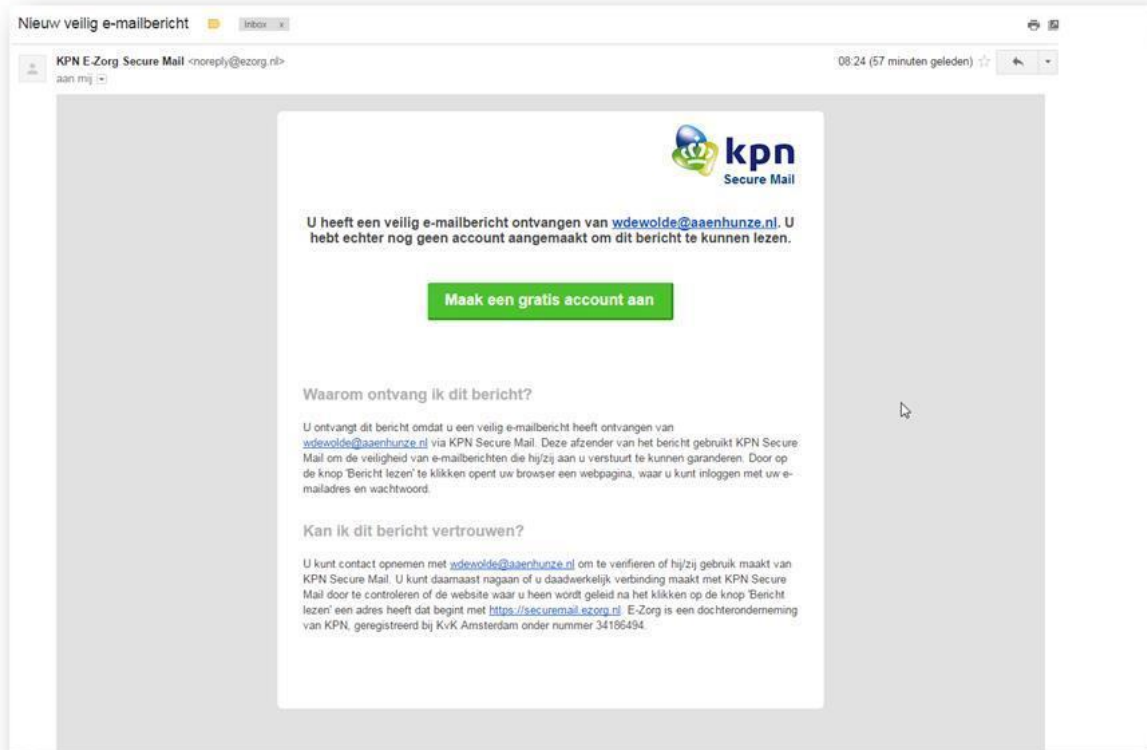 Nieuw veilig e-mailbericht Inbox x
KPN E-Zorg Secure Mail <noreply@ezorg.nl> 08:24 (57 minuten geleden)
aan mij
kpn
Secure Mail
U heeft een veilig e-mailbericht ontvangen van wdewolde@aaenhunze.nl. U
hebt echter nog geen account aangemaakt om dit bericht te kunnen lezen.
Maak een gratis account aan
Waarom ontvang ik dit bericht?
U ontvangt dit bericht omdat u een veilig e-mailbericht heeft ontvangen van
wdewolde@aaenhunze.nl via KPN Secure Mail. Deze afzender van het bericht gebruikt KPN Secure
Mail om de veiligheid van e-mailberichten die hij/zij aan u verstuurt te kunnen garanderen. Door op
de knop 'Bericht lezen' te klikken opent uw browser een webpagina, waar u kunt inloggen met uw e-
mailadres en wachtwoord.
Kan ik dit bericht vertrouwen?
U kunt contact opnemen met wdewolde@aaenhunze.nl om te verifieren of hij/zij gebruik maakt van
KPN Secure Mail. U kunt daarnaast nagaan of u daadwerkelijk verbinding maakt met KPN Secure
Mail door te controleren of de website waar u heen wordt geleid na het klikken op de knop 'Bericht
lezen' een adres heeft dat begint met https://securemail.ezorg.nl. E-Zorg is een dochteronderneming
van KPN, geregistreerd bij KvK Amsterdam onder nummer 34186494.